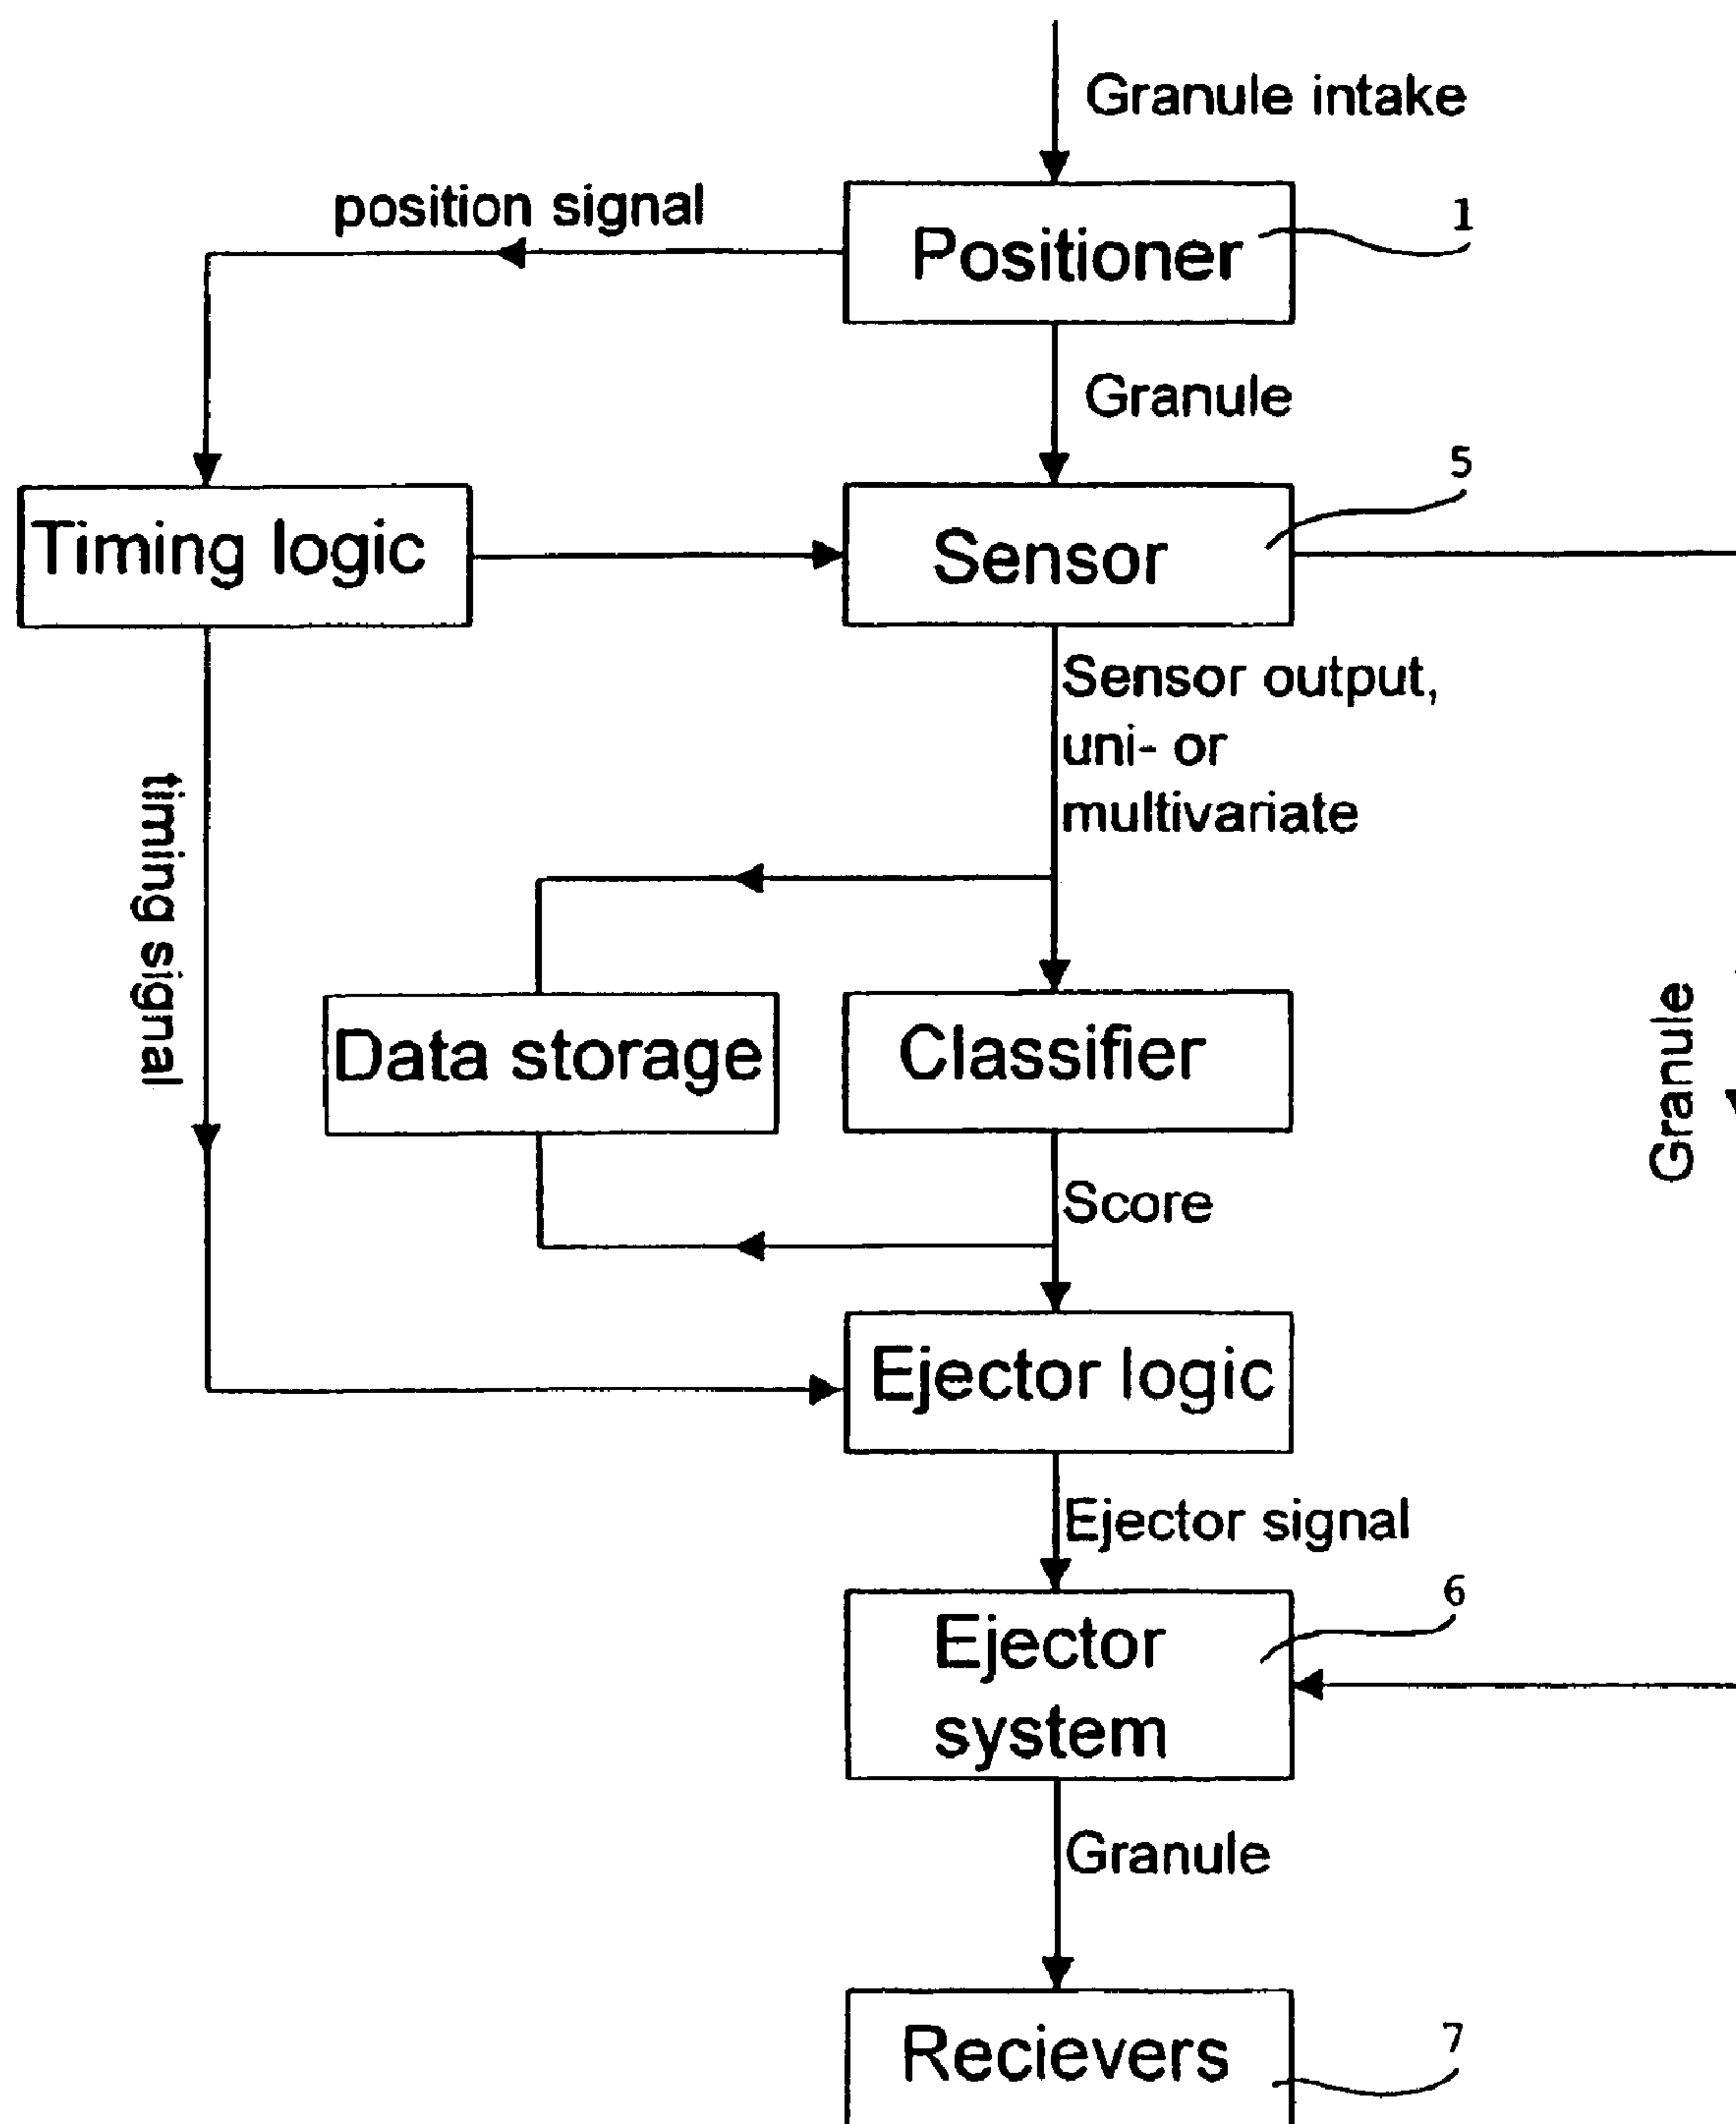 Granule intake
position signal
Positioner
1
Granule
5
Timing logic
Sensor
Sensor output,
uni- or
multivariate
timing signal
Data storage
Classifier
Granule
Score
Ejector logic
Ejector signal
6
Ejector
system
Granule
Recievers
7